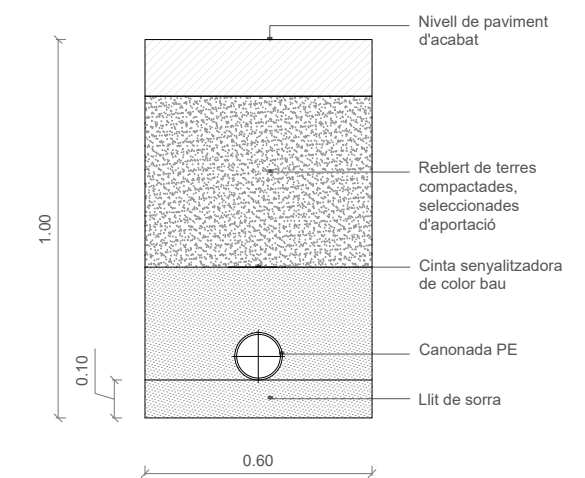 Nivell de paviment
d'acabat
Reblert de terres
compactades,
seleccionades
d'aportació
Cinta senyalitzadora
de color bau
Canonada PE
Llit de sorra
1.00
0.10
0.60